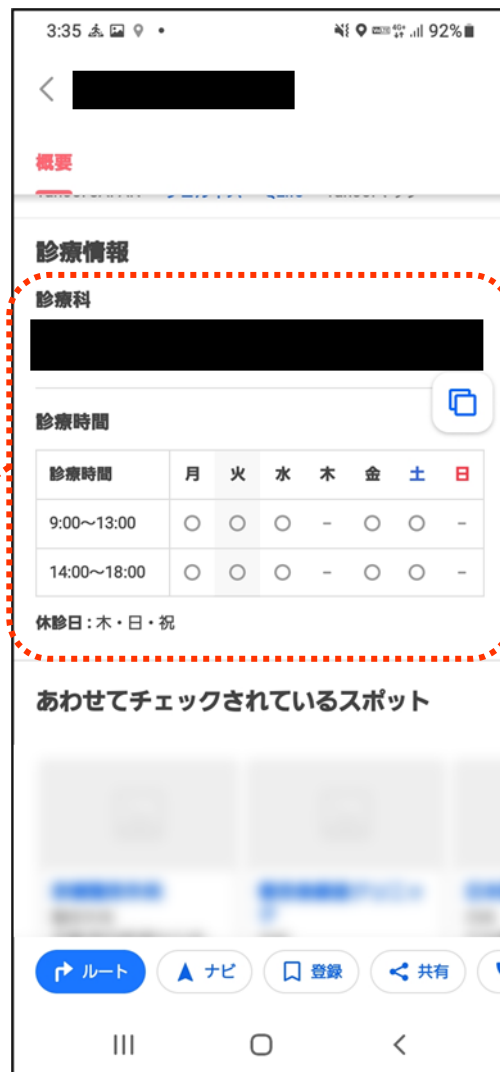 3:35
4G+
92%
概要
診療情報
診療科
診療時間
診療時間 月 火 水 木 金 土 日
9:00～13:00 ○ ○ ○ - ○ ○ -
14:00～18:00 ○ ○ ○ - ○ ○ -
休診日：木・日・祝
あわせてチェックされているスポット
ルート ナビ 登録 共有